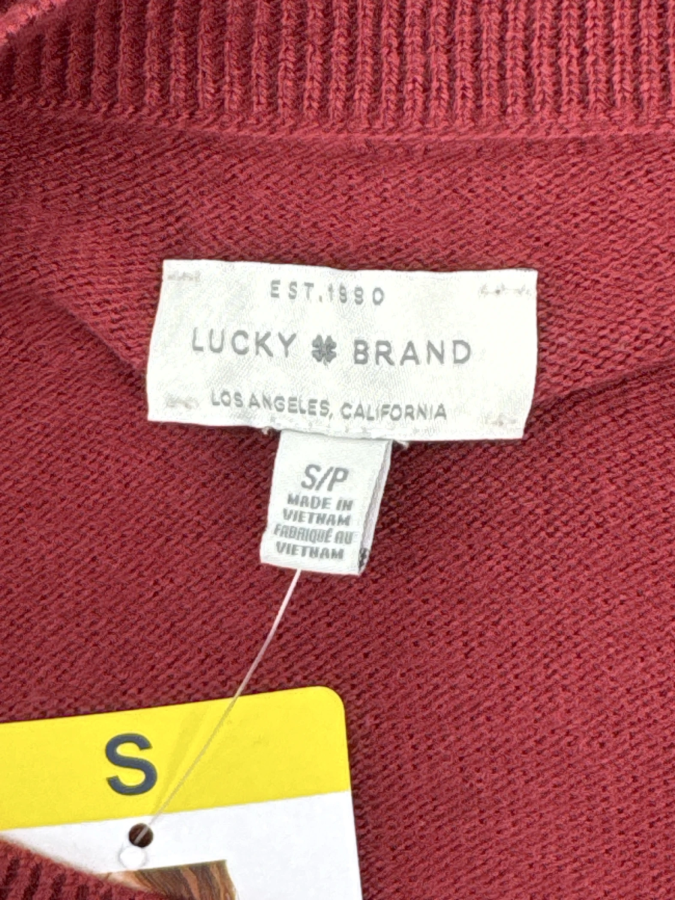 EST. 1990
LUCKY BRAND
LOS ANGELES, CALIFORNIA
S/P
MADE IN
VIETNAM
FABRIQUÉ AU
VIETNAM
S